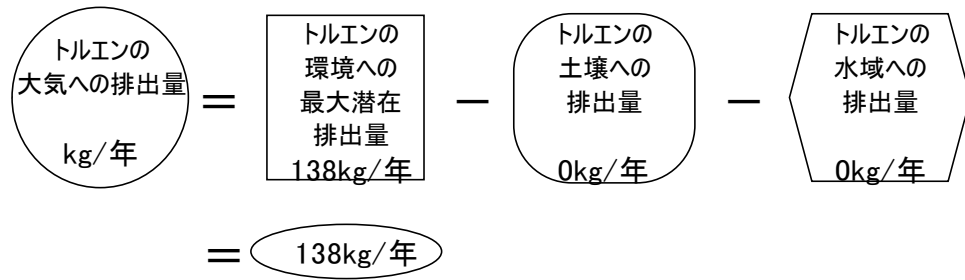 トルエンの
大気への排出量
kg/年
＝
トルエンの
環境への
最大潜在
排出量
138kg/年
－
トルエンの
土壌への
排出量
0kg/年
－
トルエンの
水域への
排出量
0kg/年
＝ 138kg/年